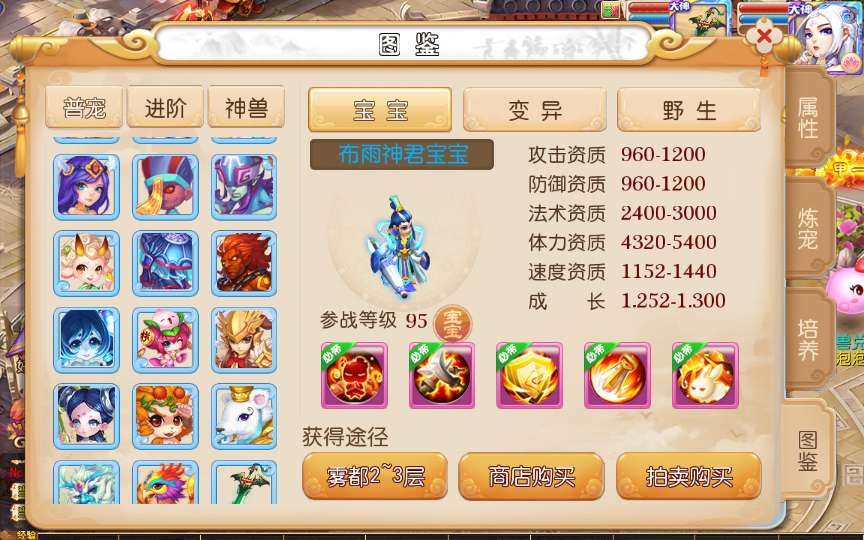 图 鉴
大神
大神
普宠
进阶
神兽
宝 宝
变 异
野 生
属性
炼宠
培养
图鉴
布雨神君宝宝
攻击资质 960-1200
防御资质 960-1200
法术资质 2400-3000
体力资质 4320-5400
速度资质 1152-1440
成 长 1.252-1.300
参战等级 95
宝宝
必带
必带
必带
必带
必带
获得途径
雾都2~3层
商店购买
拍卖购买
经验